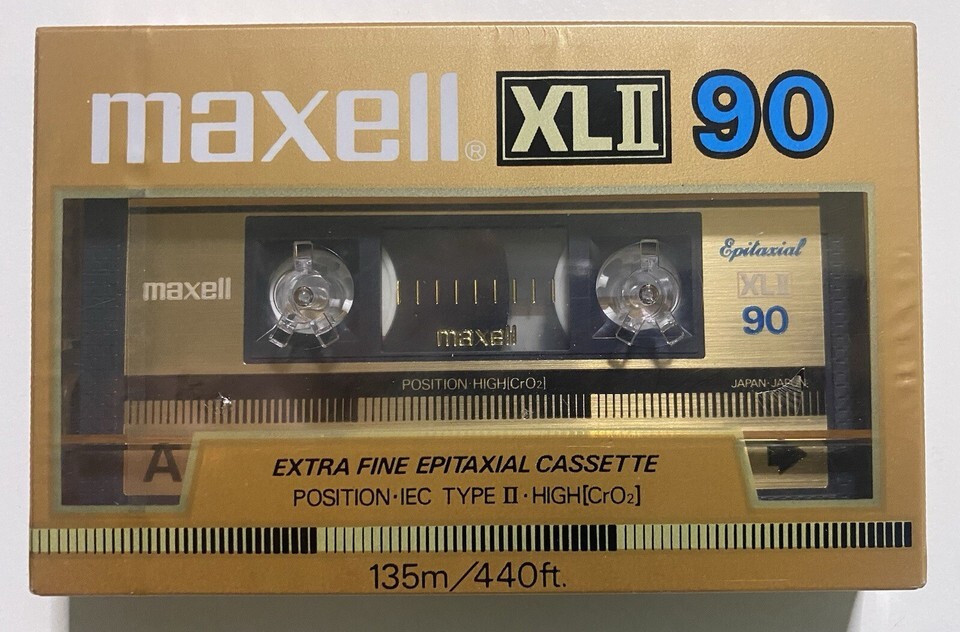 maxell® XLII 90
Epitaxial
maxell
XLII
90
maxell
POSITION·HIGH[CrO₂]
JAPAN·JAPON
A
EXTRA FINE EPITAXIAL CASSETTE
POSITION·IEC TYPE II·HIGH[CrO₂]
135m/440ft.